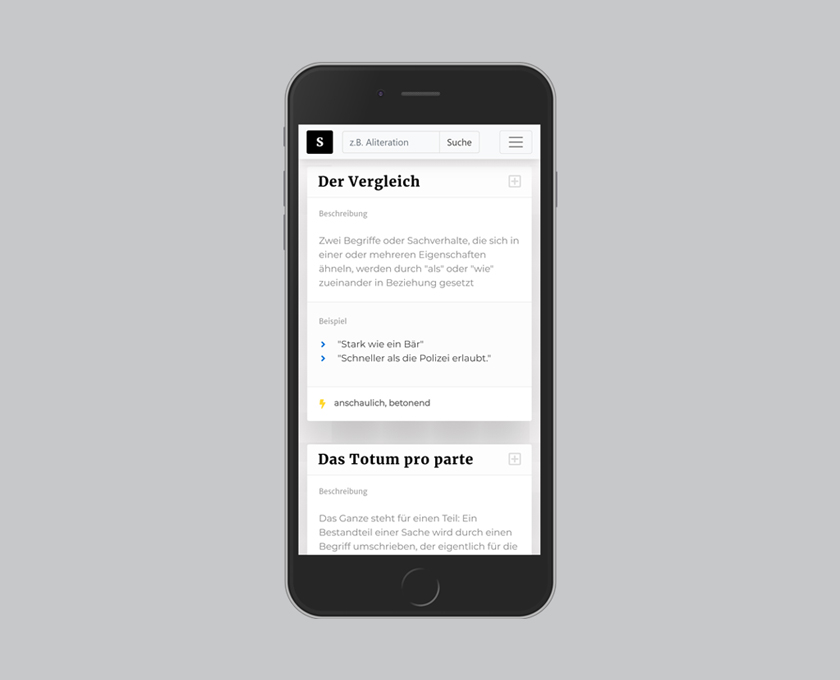 S z.B. Aliteration Suche
Der Vergleich
Beschreibung
Zwei Begriffe oder Sachverhalte, die sich in
einer oder mehreren Eigenschaften
ähneln, werden durch "als" oder "wie"
zueinander in Beziehung gesetzt
Beispiel
"Stark wie ein Bär"
"Schneller als die Polizei erlaubt."
anschaulich, betonend
Das Totum pro parte
Beschreibung
Das Ganze steht für einen Teil: Ein
Bestandteil einer Sache wird durch einen
Begriff umschrieben, der eigentlich für die